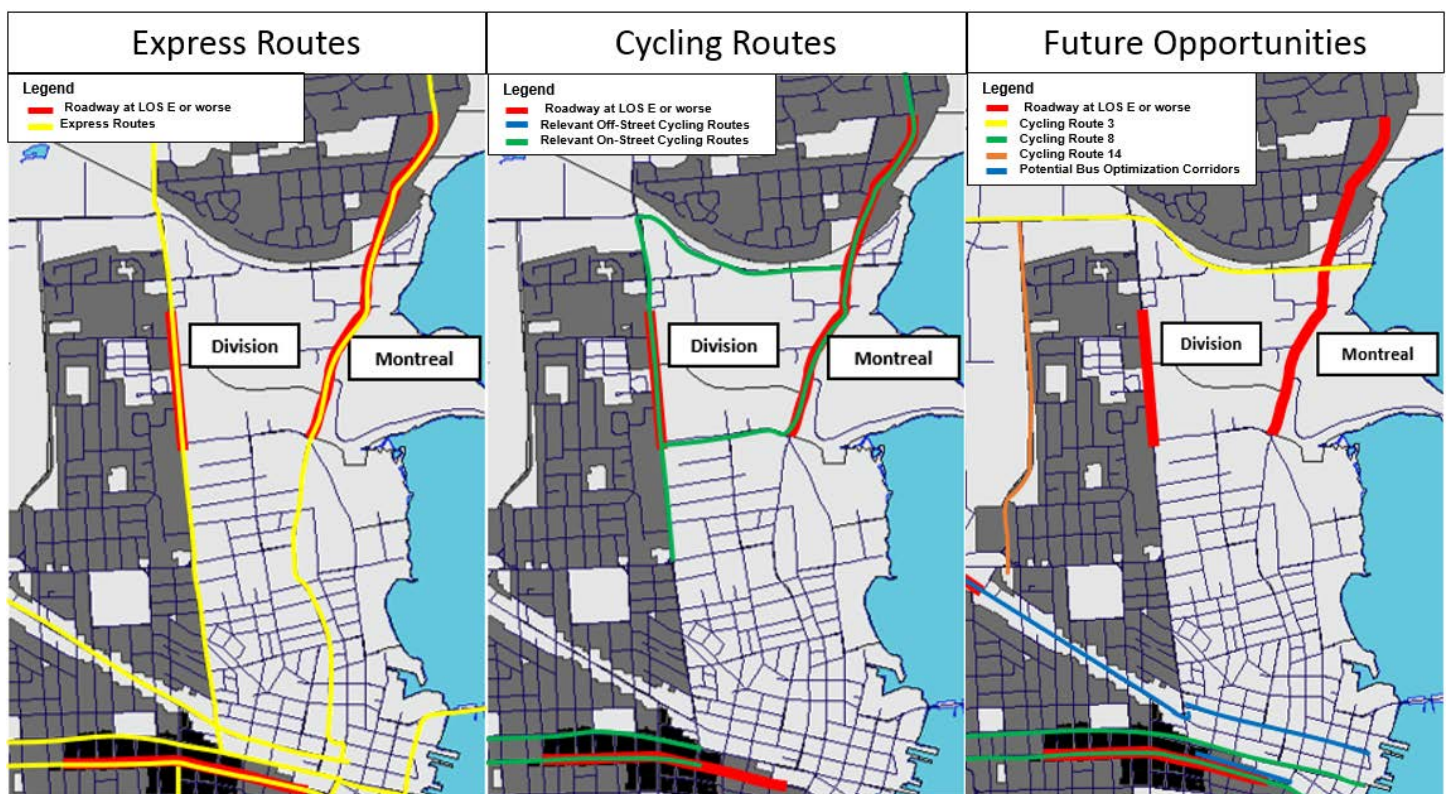 Express Routes
Legend
Roadway at LOS E or worse
Express Routes
Division
Montreal
Cycling Routes
Legend
Roadway at LOS E or worse
Relevant Off-Street Cycling Routes
Relevant On-Street Cycling Routes
Division
Montreal
Future Opportunities
Legend
Roadway at LOS E or worse
Cycling Route 3
Cycling Route 8
Cycling Route 14
Potential Bus Optimization Corridors
Division
Montreal